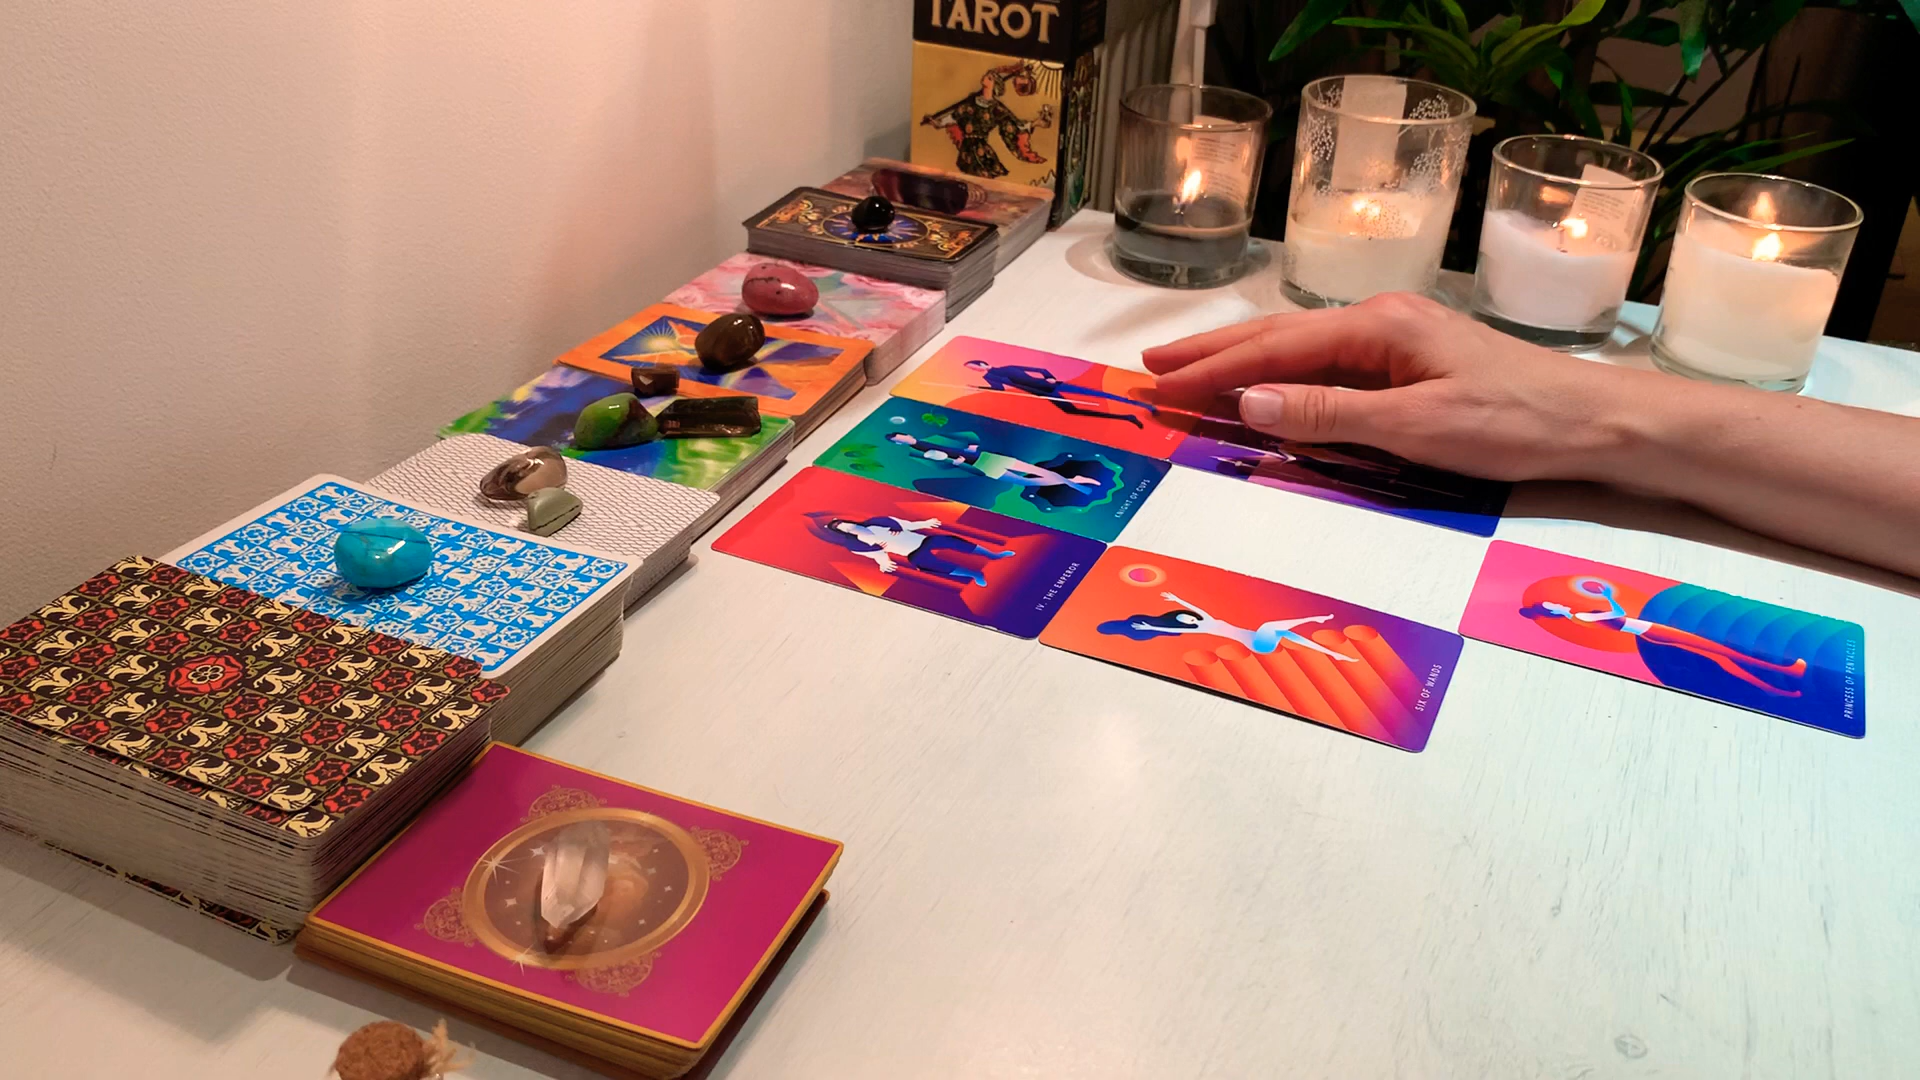 TAROT
KNIGHT OF CUPS
IV. THE EMPEROR
SIX OF WANDS
PRINCESS OF PENTACLES